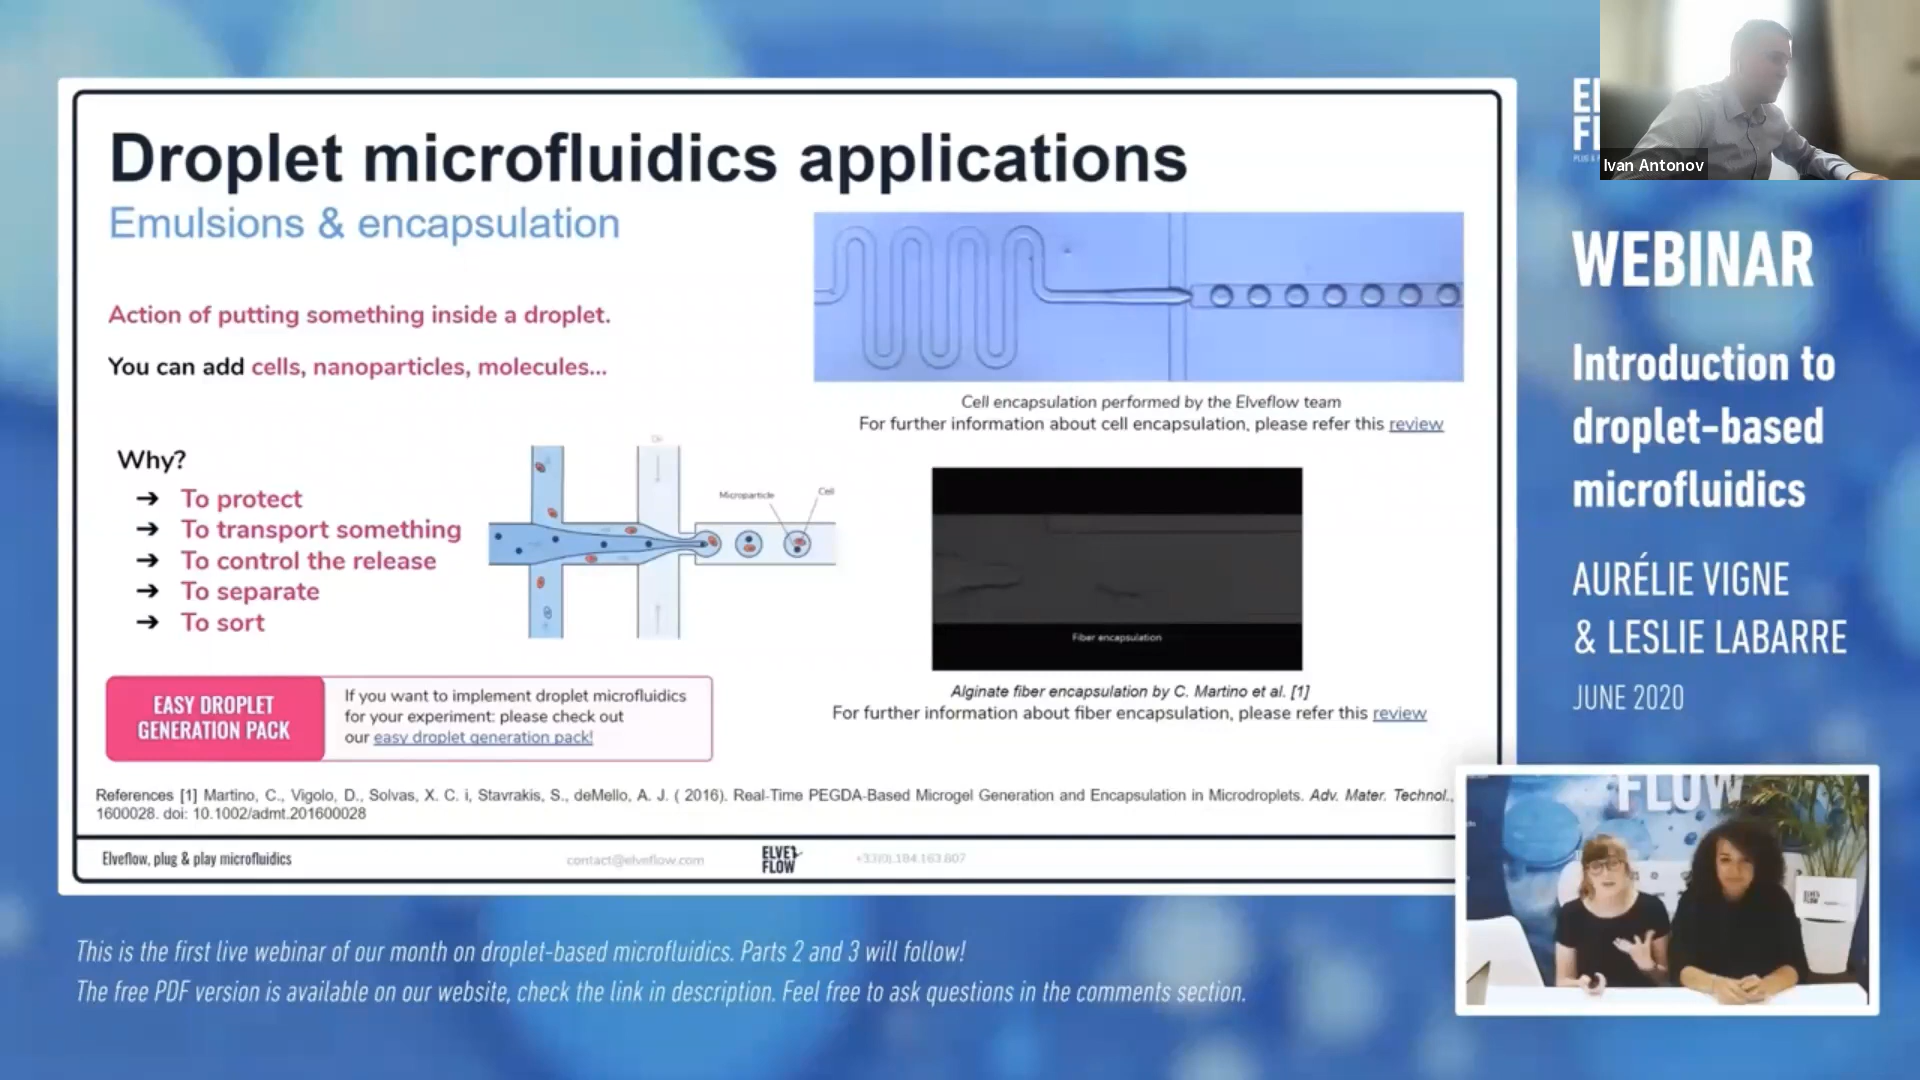 Droplet microfluidics applications
Emulsions & encapsulation
Action of putting something inside a droplet.
You can add cells, nanoparticles, molecules...
Why?
➔ To protect
➔ To transport something
➔ To control the release
➔ To separate
➔ To sort
Microparticle
Cell
Cell encapsulation performed by the Elveflow team
For further information about cell encapsulation, please refer this review
Fiber encapsulation
Alginate fiber encapsulation by C. Martino et al. [1]
For further information about fiber encapsulation, please refer this review
EASY DROPLET
GENERATION PACK
If you want to implement droplet microfluidics
for your experiment: please check out
our easy droplet generation pack!
References [1] Martino, C., Vigolo, D., Solvas, X. C. i, Stavrakis, S., deMello, A. J. ( 2016). Real-Time PEGDA-Based Microgel Generation and Encapsulation in Microdroplets. Adv. Mater. Technol.,
1600028. doi: 10.1002/admt.201600028
Elveflow, plug & play microfluidics
contact@elveflow.com
ELVE
FLOW
+33(0).184.163.807
This is the first live webinar of our month on droplet-based microfluidics. Parts 2 and 3 will follow!
The free PDF version is available on our website, check the link in description. Feel free to ask questions in the comments section.
Ivan Antonov
WEBINAR
Introduction to
droplet-based
microfluidics
AURÉLIE VIGNE
& LESLIE LABARRE
JUNE 2020
FLOW
ELVE
FLOW